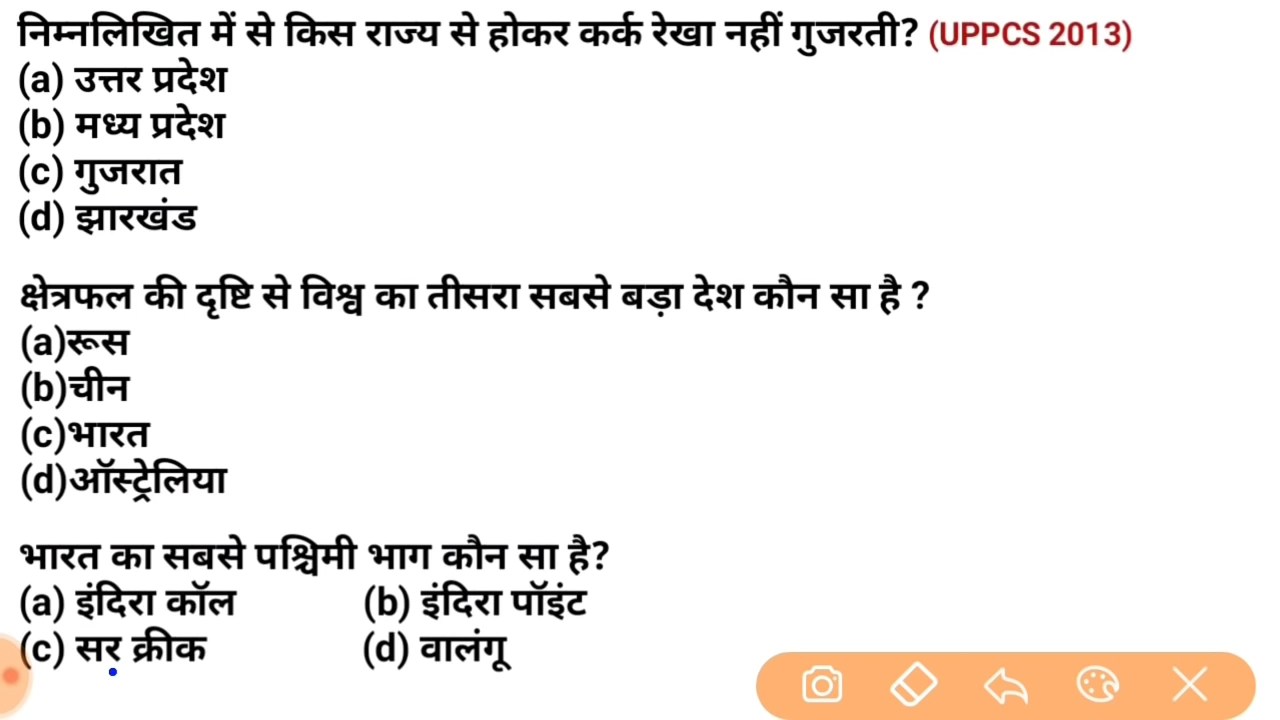 निम्नलिखित में से किस राज्य से होकर कर्क रेखा नहीं गुजरती? (UPPCS 2013)
(a) उत्तर प्रदेश
(b) मध्य प्रदेश
(c) गुजरात
(d) झारखंड
क्षेत्रफल की दृष्टि से विश्व का तीसरा सबसे बड़ा देश कौन सा है ?
(a)रूस
(b)चीन
(c)भारत
(d)ऑस्ट्रेलिया
भारत का सबसे पश्चिमी भाग कौन सा है?
(a) इंदिरा कॉल (b) इंदिरा पॉइंट
(c) सर क्रीक (d) वालंगू